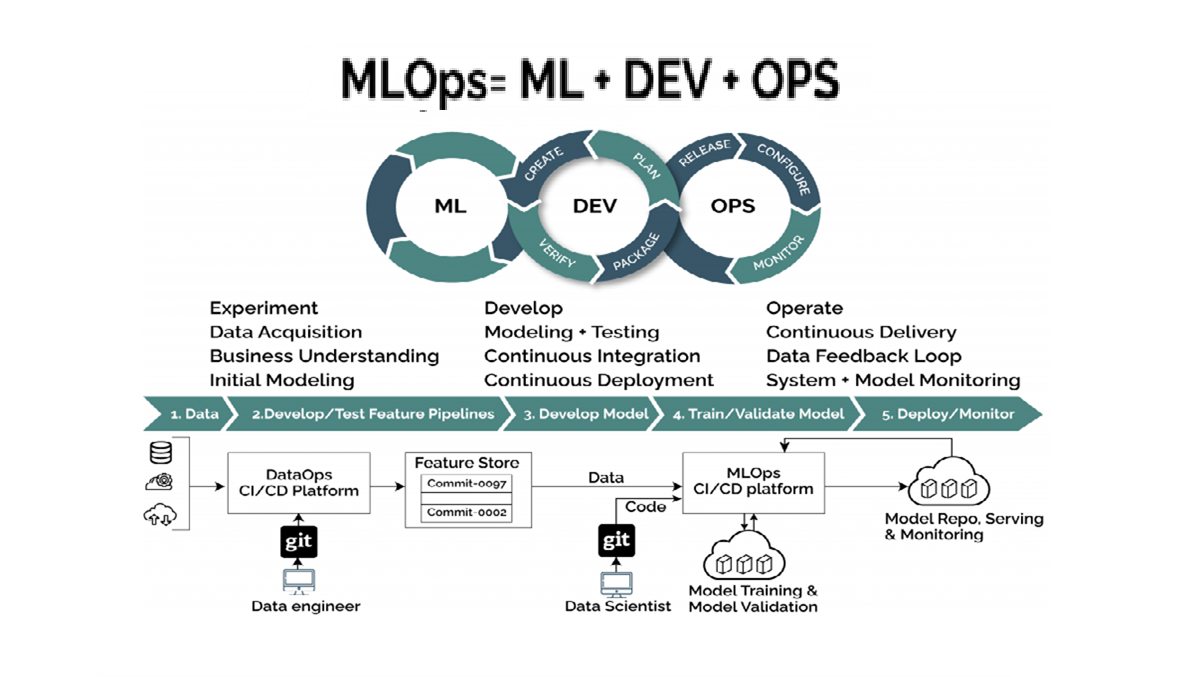 MLOps= ML + DEV + OPS
ML
CREATE
PLAN
DEV
VERIFY
PACKAGE
RELEASE
CONFIGURE
OPS
MONITOR
Experiment
Data Acquisition
Business Understanding
Initial Modeling
Develop
Modeling + Testing
Continuous Integration
Continuous Deployment
Operate
Continuous Delivery
Data Feedback Loop
System + Model Monitoring
1. Data
2.Develop/Test Feature Pipelines
3. Develop Model
4. Train/Validate Model
5. Deploy/Monitor
DataOps
CI/CD Platform
git
Data engineer
Feature Store
Commit-0097
Commit-0002
Data
Code
git
Data Scientist
MLOps
CI/CD platform
Model Training &
Model Validation
Model Repo, Serving
& Monitoring